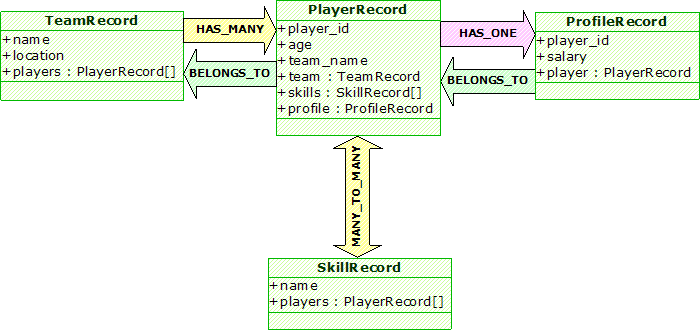 TeamRecord
+name
+location
+players : PlayerRecord[]
HAS_MANY
BELONGS_TO
PlayerRecord
+player_id
+age
+team_name
+team : TeamRecord
+skills : SkillRecord[]
+profile : ProfileRecord
HAS_ONE
BELONGS_TO
ProfileRecord
+player_id
+salary
+player : PlayerRecord
MANY_TO_MANY
SkillRecord
+name
+players : PlayerRecord[]